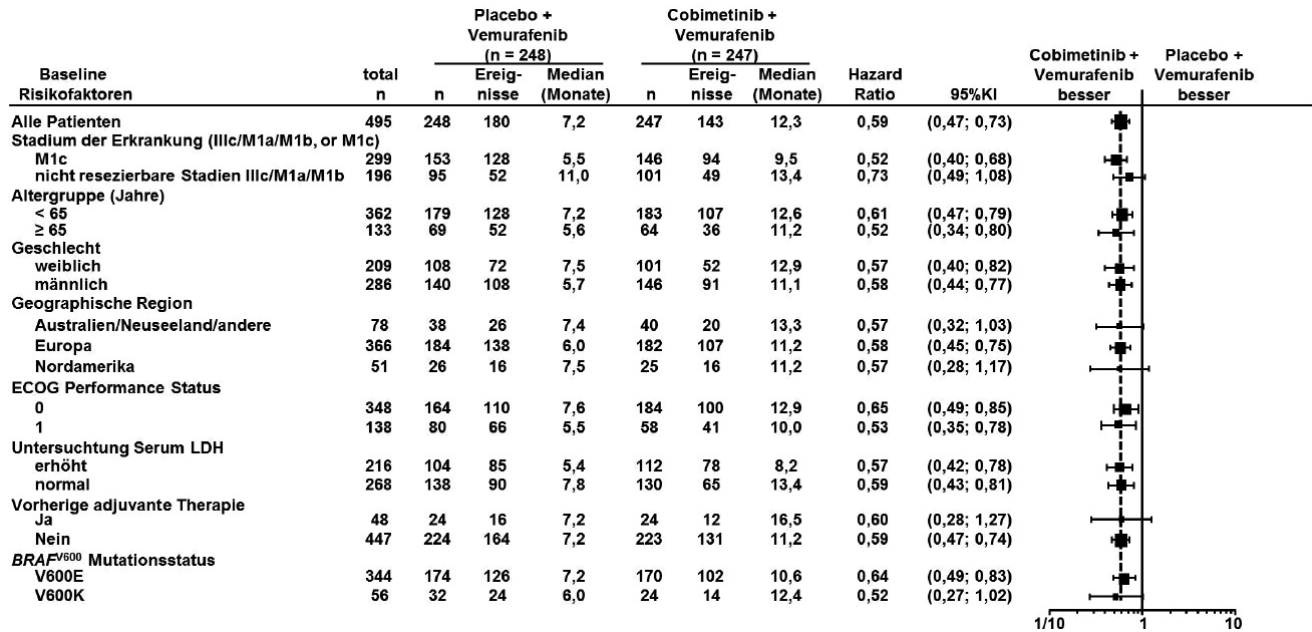 Placebo + Cobimetinib +
Vemurafenib Vemurafenib
(n = 248) (n = 247) Cobimetinib + Placebo +
Baseline total Ereig- Median Ereig- Median Hazard Vemurafenib Vemurafenib
Risikofaktoren n n nisse (Monate) n nisse (Monate) Ratio 95%KI besser besser
Alle Patienten 495 248 180 7,2 247 143 12,3 0,59 (0,47; 0,73)
Stadium der Erkrankung (IIIc/M1a/M1b, or M1c)
M1c 299 153 128 5,5 146 94 9,5 0,52 (0,40; 0,68)
nicht resezierbare Stadien IIIc/M1a/M1b 196 95 52 11,0 101 49 13,4 0,73 (0,49; 1,08)
Altergruppe (Jahre)
< 65 362 179 128 7,2 183 107 12,6 0,61 (0,47; 0,79)
≥ 65 133 69 52 5,6 64 36 11,2 0,52 (0,34; 0,80)
Geschlecht
weiblich 209 108 72 7,5 101 52 12,9 0,57 (0,40; 0,82)
männlich 286 140 108 5,7 146 91 11,1 0,58 (0,44; 0,77)
Geographische Region
Australien/Neuseeland/andere 78 38 26 7,4 40 20 13,3 0,57 (0,32; 1,03)
Europa 366 184 138 6,0 182 107 11,2 0,58 (0,45; 0,75)
Nordamerika 51 26 16 7,5 25 16 11,2 0,57 (0,28; 1,17)
ECOG Performance Status
0 348 164 110 7,6 184 100 12,9 0,65 (0,49; 0,85)
1 138 80 66 5,5 58 41 10,0 0,53 (0,35; 0,78)
Untersuchtung Serum LDH
erhöht 216 104 85 5,4 112 78 8,2 0,57 (0,42; 0,78)
normal 268 138 90 7,8 130 65 13,4 0,59 (0,43; 0,81)
Vorherige adjuvante Therapie
Ja 48 24 16 7,2 24 12 16,5 0,60 (0,28; 1,27)
Nein 447 224 164 7,2 223 131 11,2 0,59 (0,47; 0,74)
BRAFV600 Mutationsstatus
V600E 344 174 126 7,2 170 102 10,6 0,64 (0,49; 0,83)
V600K 56 32 24 6,0 24 14 12,4 0,52 (0,27; 1,02)
1/10 1 10